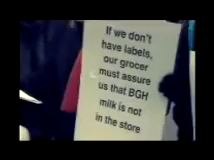 If we don't
have labels,
our grocer
must assure
us that BGH
milk is not
in the store